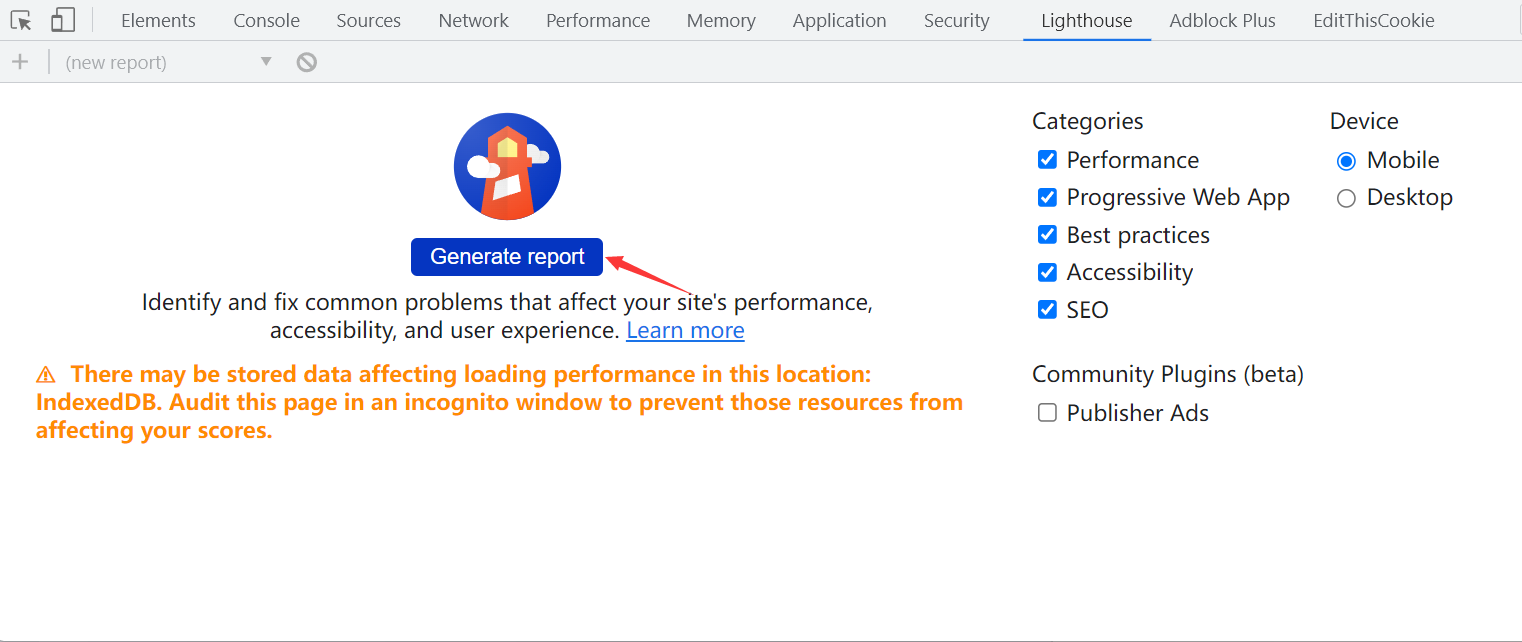 Elements Console Sources Network Performance Memory Application Security Lighthouse Adblock Plus EditThisCookie
(new report)
Generate report
Identify and fix common problems that affect your site's performance,
accessibility, and user experience. Learn more
There may be stored data affecting loading performance in this location:
IndexedDB. Audit this page in an incognito window to prevent those resources from
affecting your scores.
Categories
Performance
Progressive Web App
Best practices
Accessibility
SEO
Device
Mobile
Desktop
Community Plugins (beta)
Publisher Ads